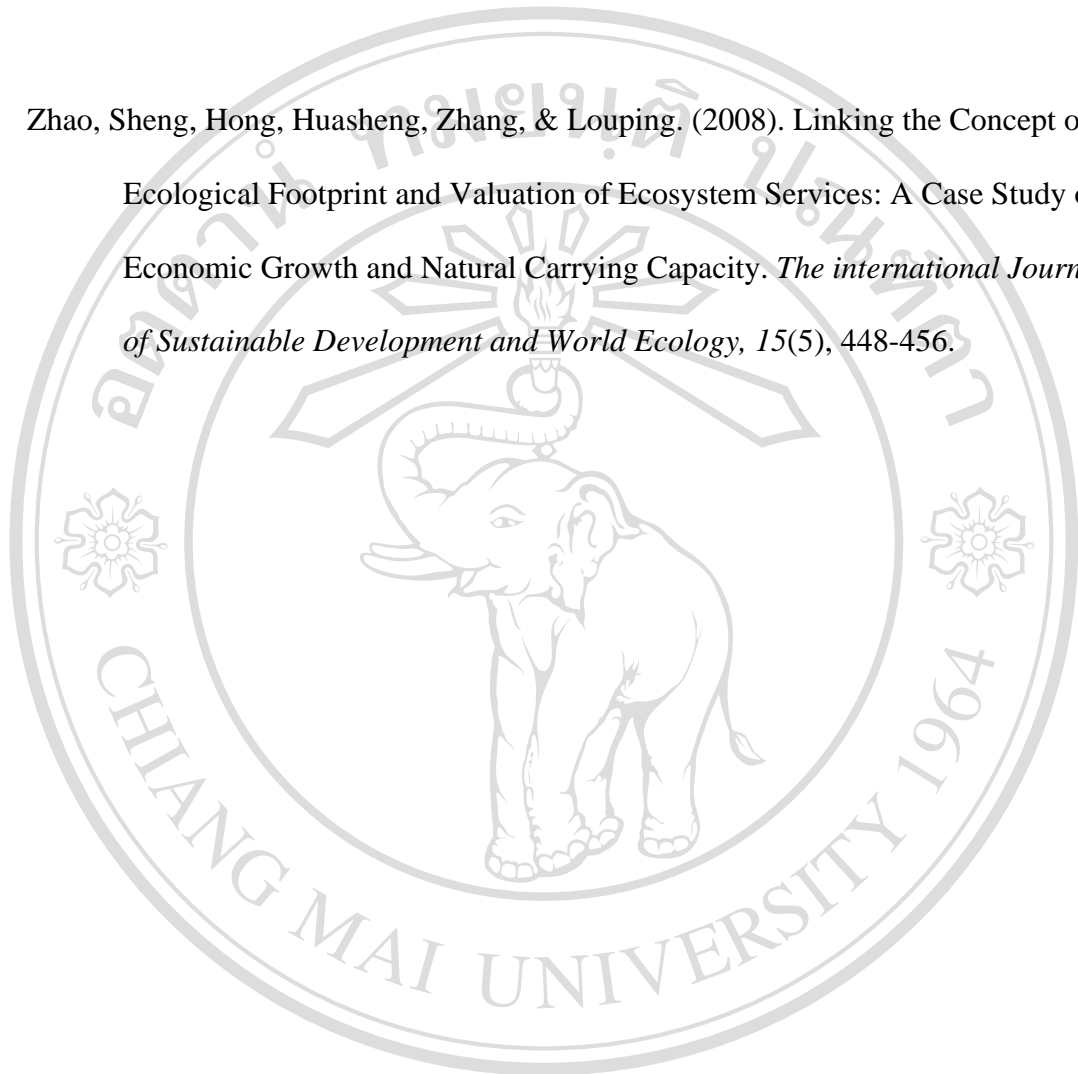 Zhao, Sheng, Hong, Huasheng, Zhang, & Louping. (2008). Linking the Concept o
Ecological Footprint and Valuation of Ecosystem Services: A Case Study o
Economic Growth and Natural Carrying Capacity. The international Journ
of Sustainable Development and World Ecology, 15(5), 448-456.
CHIANG MAI UNIVERSITY 1964